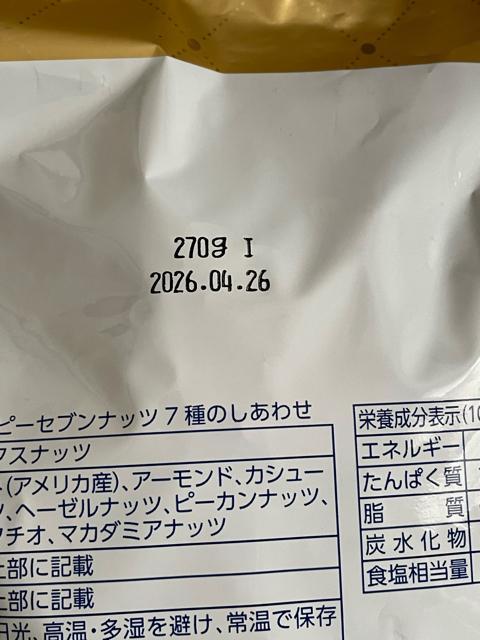 270g I
2026.04.26
ピーセブンナッツ 7種のしあわせ
クスナッツ
(アメリカ産)、アーモンド、カシュー
、ヘーゼルナッツ、ピーカンナッツ、
チオ、マカダミアナッツ
上部に記載
上部に記載
日光、高温・多湿を避け、常温で保存
栄養成分表示(10
エネルギー
たんぱく質
脂 質
炭水化物
食塩相当量